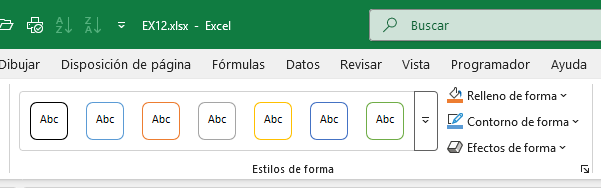 EX12.xlsx - Excel
Buscar
Dibujar Disposición de página Fórmulas Datos Revisar Vista Programador Ayuda
Abc Abc Abc Abc Abc Abc Abc
Relleno de forma
Contorno de forma
Efectos de forma
Estilos de forma